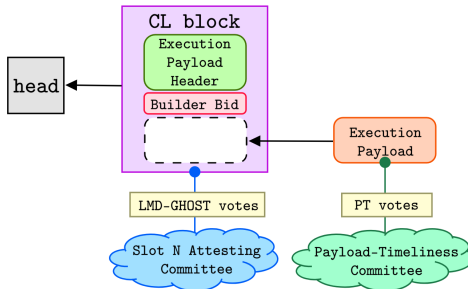 CL block
Execution
Payload
Header
head
Builder Bid
Execution
Payload
LMD-GHOST votes
PT votes
Slot N Attesting
Committee
Payload-Timeliness
Committee